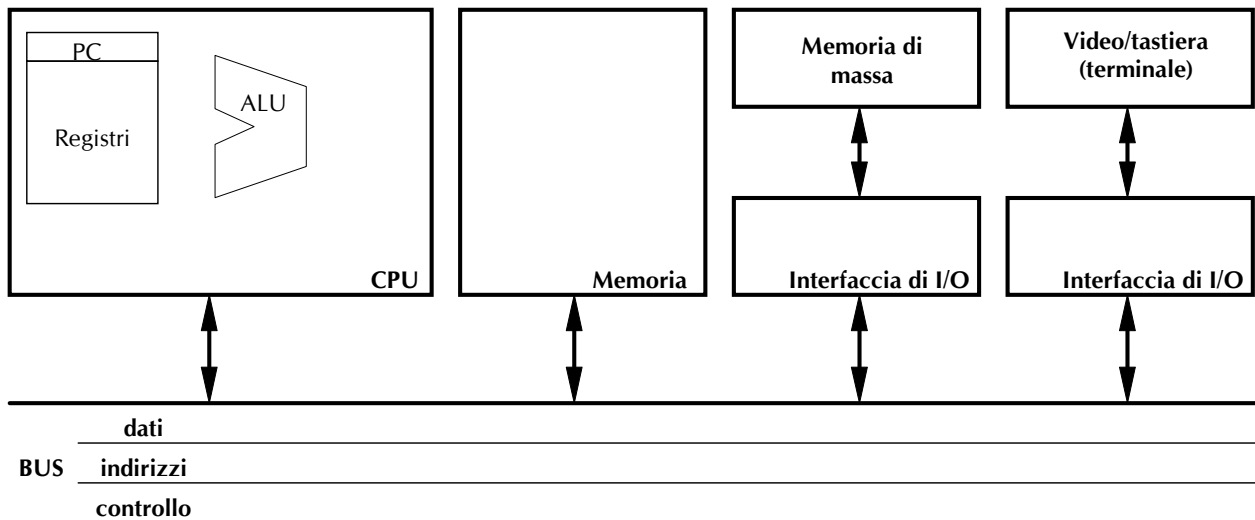 PC
Registri
ALU
CPU
Memoria
Memoria di
massa
Interfaccia di I/O
Video/tastiera
(terminale)
Interfaccia di I/O
BUS
dati
indirizzi
controllo